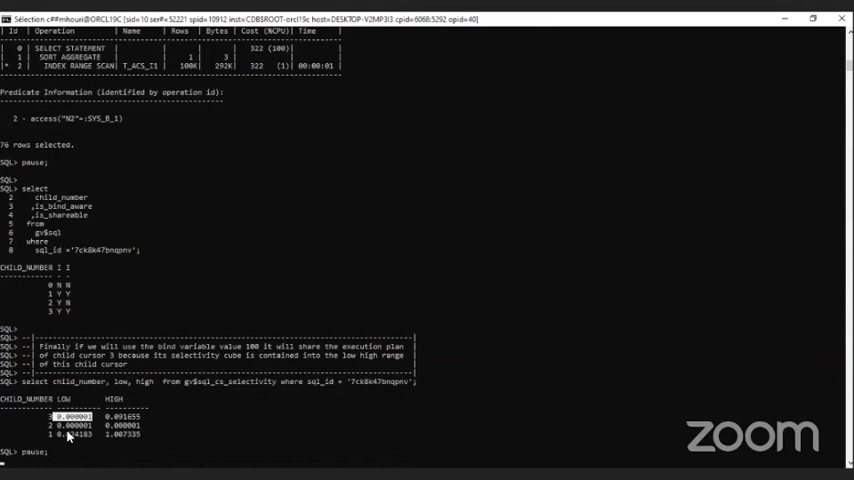 Sélection c##mhouri@ORCL19C [sid=10 ser#=52221 spid=10912 inst=CDB$ROOT-orcl19c host=DESKTOP-V2MP3I3 cpid=6068:5292 opid=40]
| Id  | Operation         | Name     | Rows  | Bytes | Cost (%CPU)| Time     |
|   0 | SELECT STATEMENT  |          |       |       |   322 (100)|          |
|   1 |  SORT AGGREGATE   |          |     1 |     3 |            |          |
|*  2 |   INDEX RANGE SCAN| T_ACS_I1 |   100K|   292K|   322   (1)| 00:00:01 |
Predicate Information (identified by operation id):
2 - access("N2"=:SYS_B_1)
76 rows selected.
SQL> pause;
SQL>
SQL> select
2 child_number
3 ,is_bind_aware
4 ,is_shareable
5 from
6 gv$sql
7 where
8 sql_id ='7ck8k47bnqpnv';
CHILD_NUMBER I I
0 N N
1 Y Y
2 Y N
3 Y Y
SQL>
SQL> --|
SQL> --| Finally if we will use the bind variable value 100 it will share the execution plan |
SQL> --| of child cursor 3 because its selectivity cube is contained into the low high range |
SQL> --| of this child cursor |
SQL> --|
SQL> select child_number, low, high  from gv$sql_cs_selectivity where sql_id = '7ck8k47bnqpnv';
CHILD_NUMBER LOW HIGH
3 0.000001 0.091655
2 0.000001 0.000001
1 1.007335
SQL> pause;
zoom